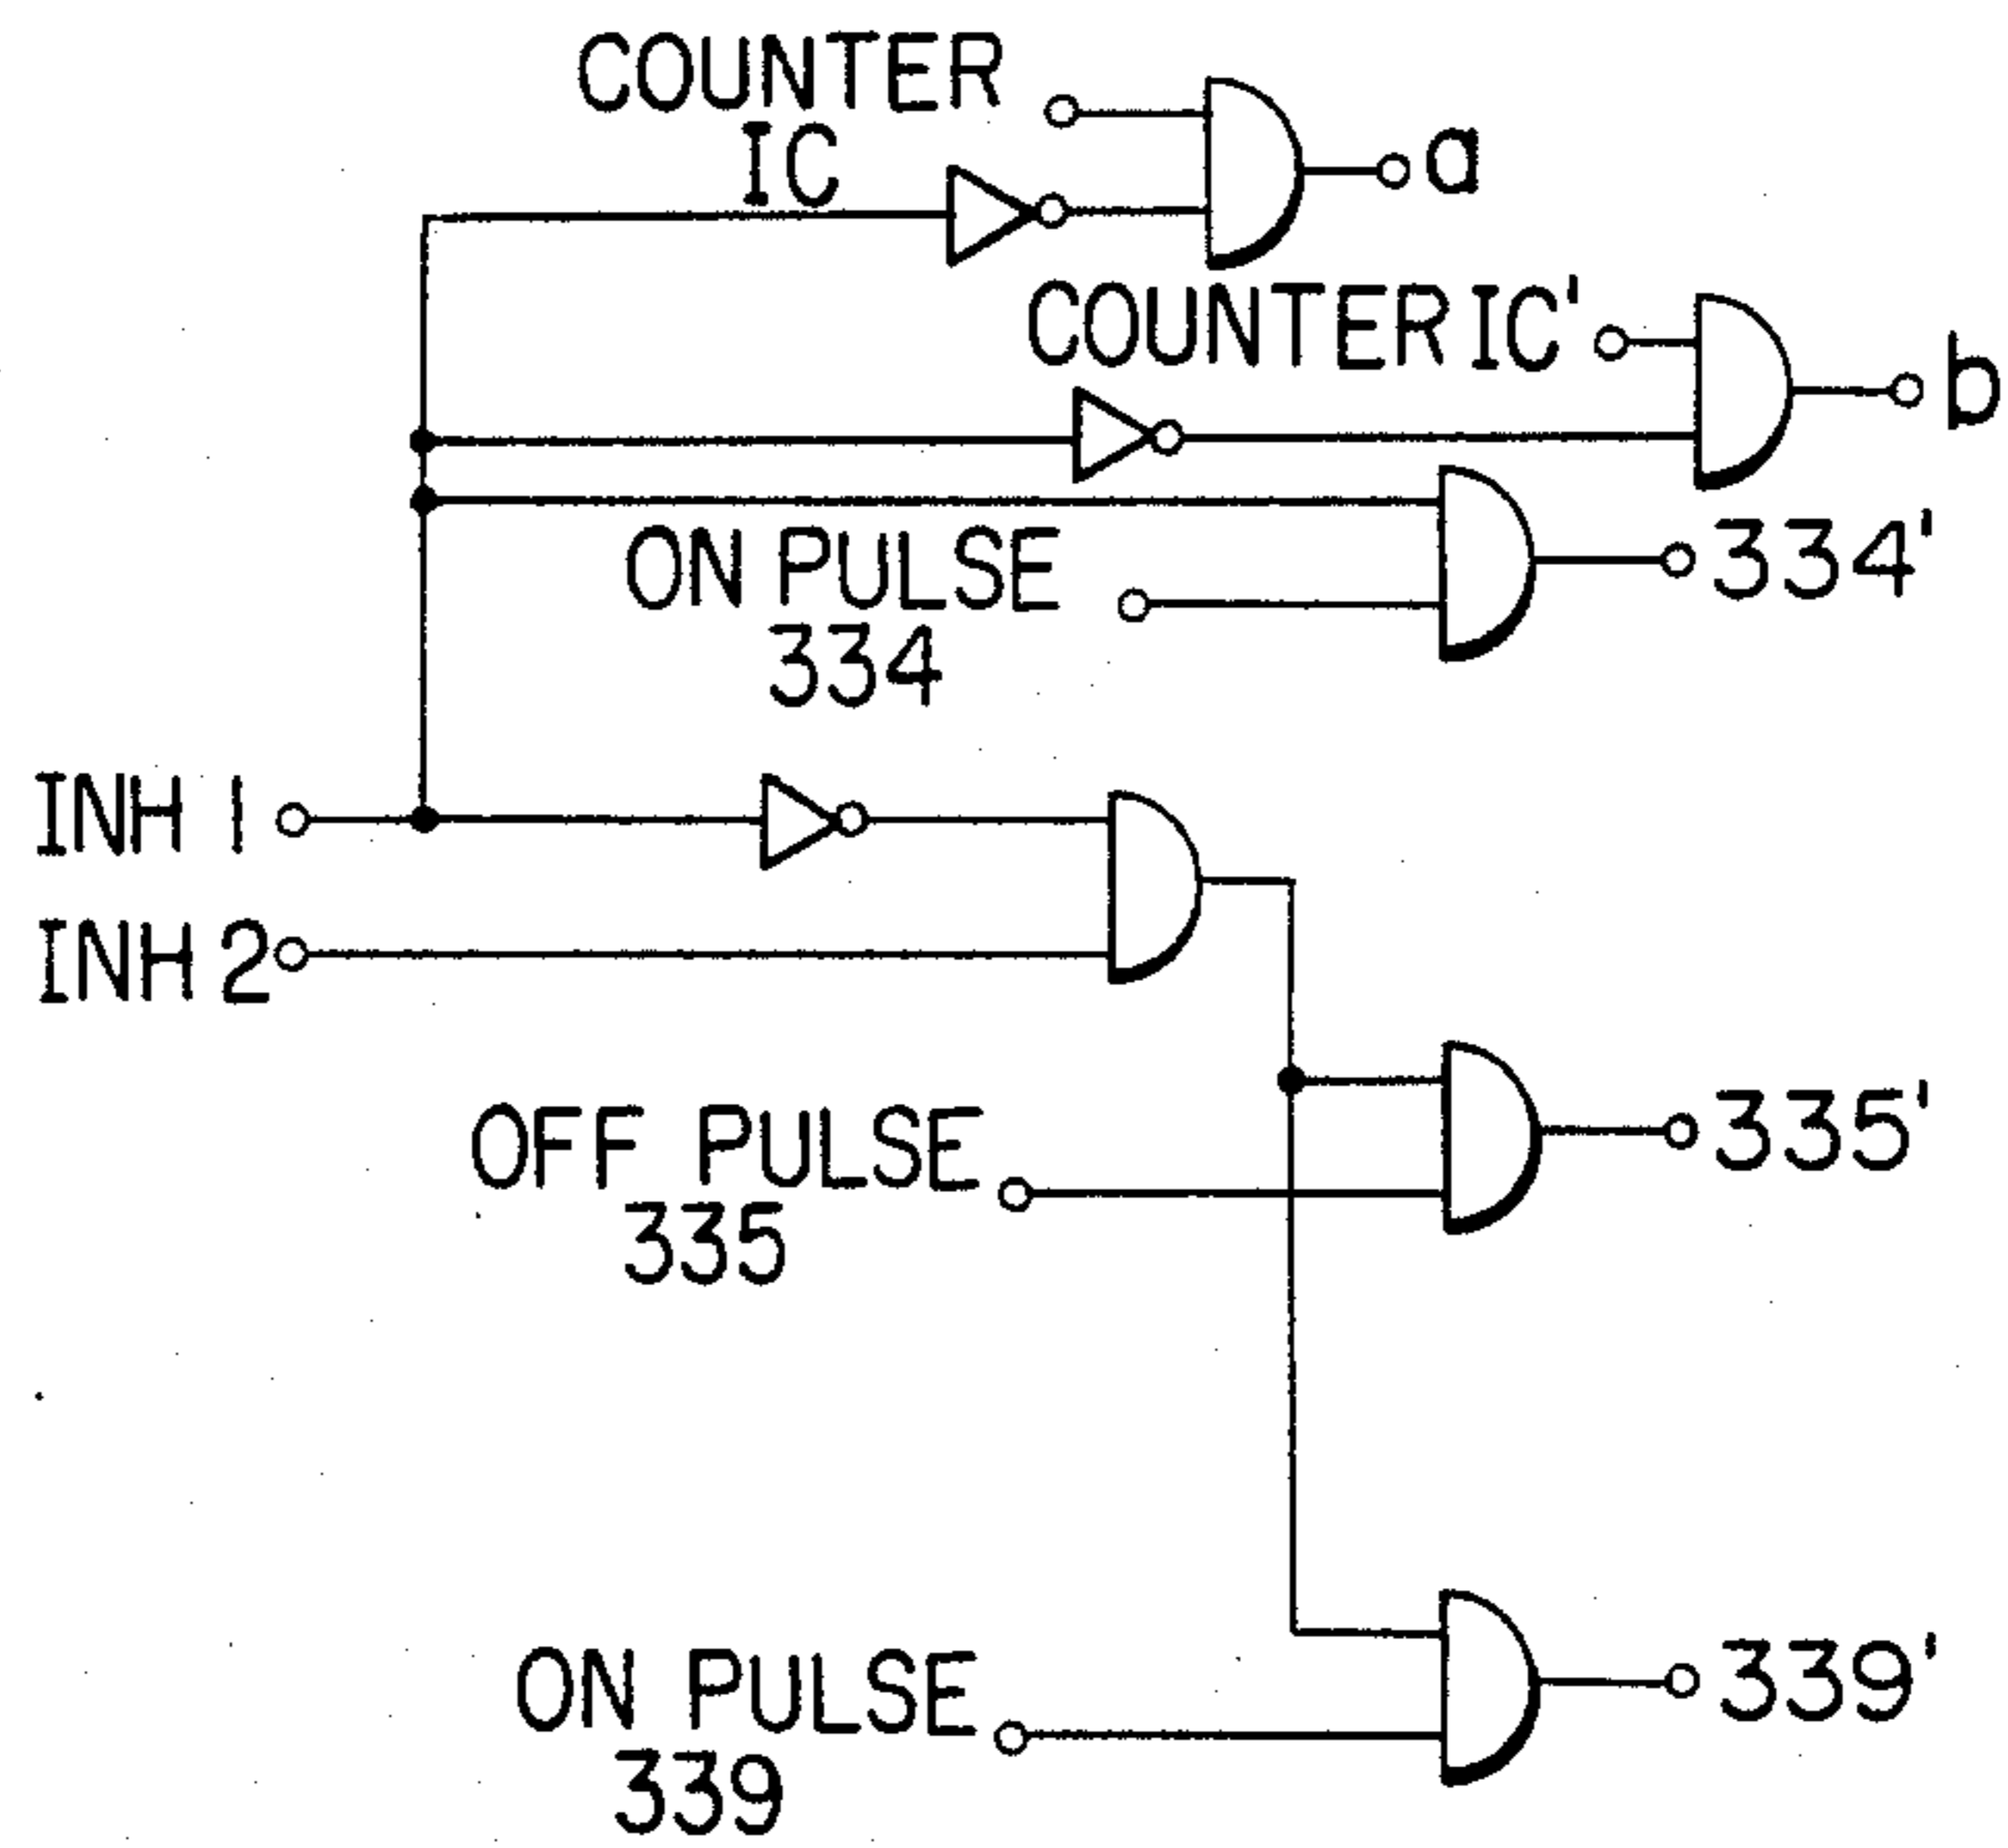 COUNTER
IC
a
COUNTER IC'
b
ON PULSE
334
334'
INH 1
INH 2
OFF PULSE
335
335'
ON PULSE
339
339'